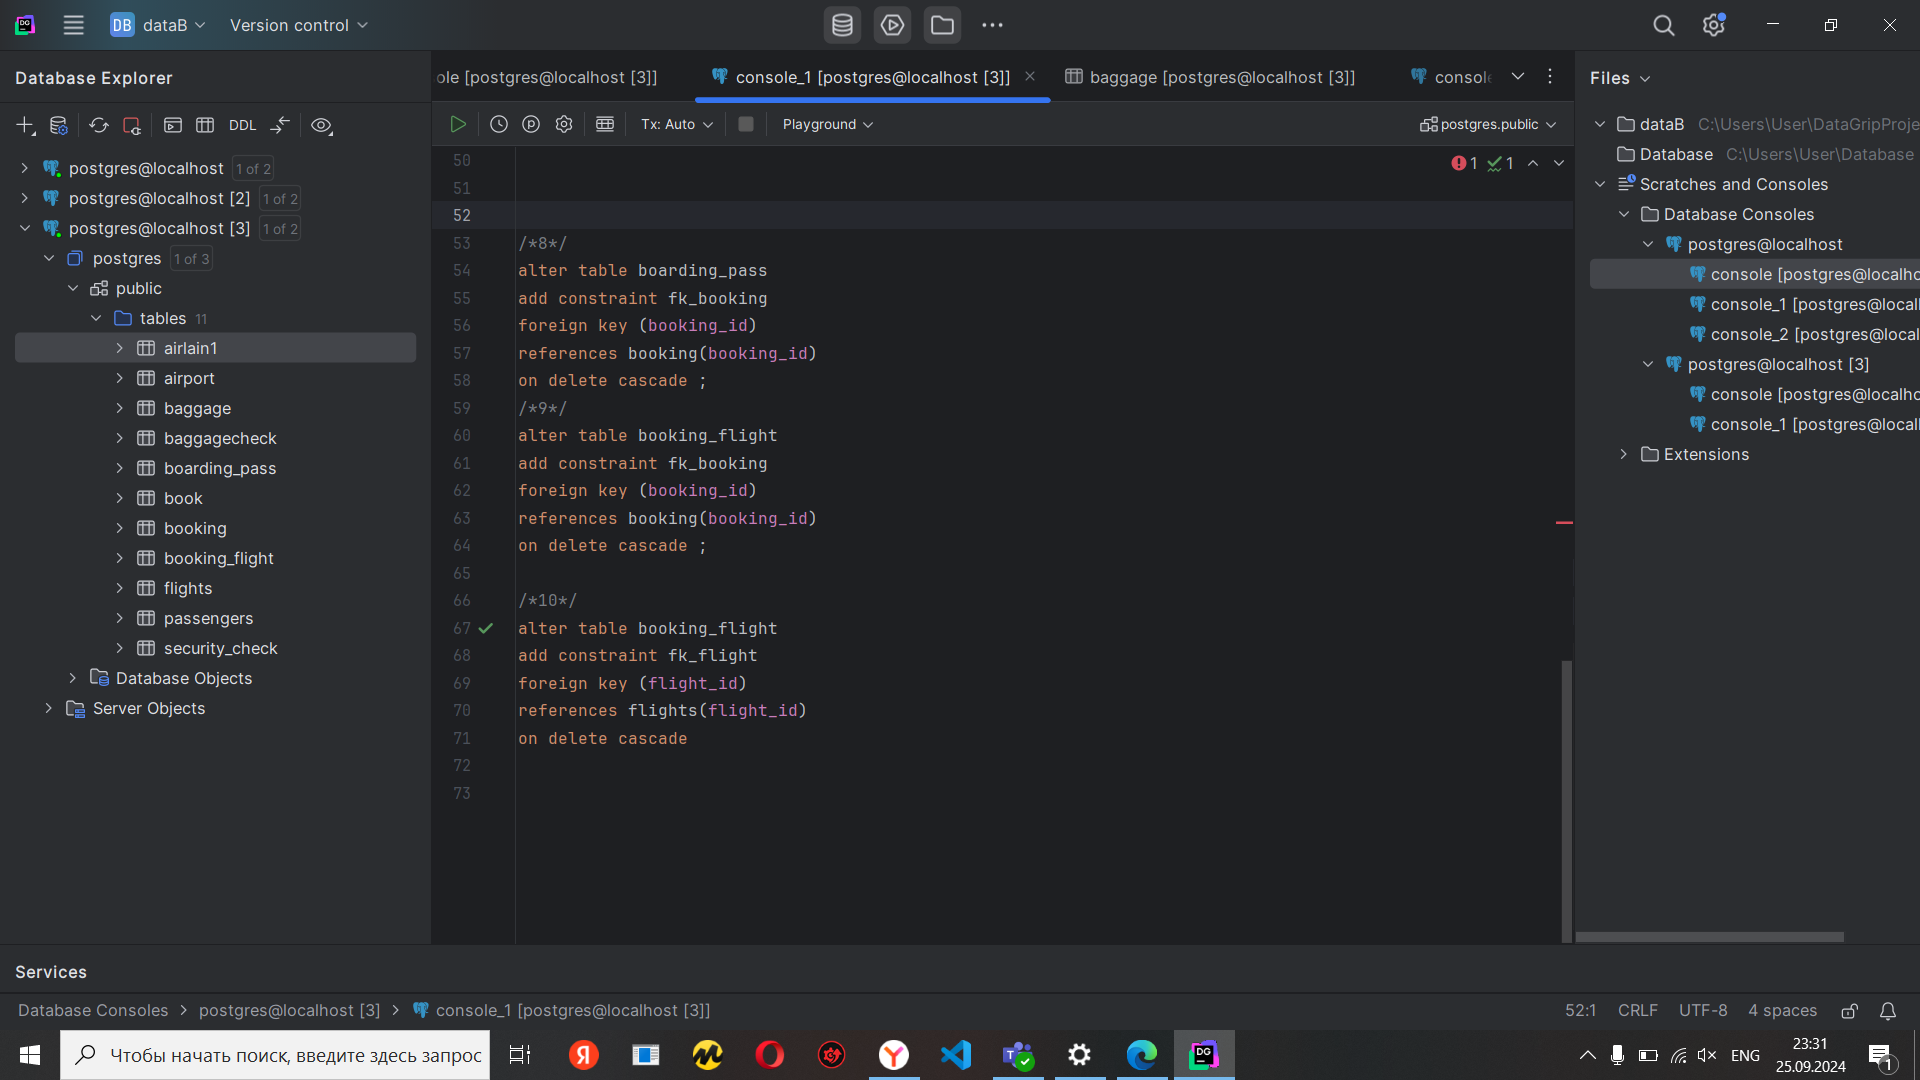 DB dataB Version control
Database Explorer
ole [postgres@localhost [3]] console_1 [postgres@localhost [3]] baggage [postgres@localhost [3]] consol
Files
DDL
Tx: Auto Playground postgres.public
1 1
postgres@localhost 1 of 2
postgres@localhost [2] 1 of 2
postgres@localhost [3] 1 of 2
postgres 1 of 3
public
tables 11
airlain1
airport
baggage
baggagecheck
boarding_pass
book
booking
booking_flight
flights
passengers
security_check
Database Objects
Server Objects
50
51
52
53 /*8*/
54 alter table boarding_pass
55 add constraint fk_booking
56 foreign key (booking_id)
57 references booking(booking_id)
58 on delete cascade ;
59 /*9*/
60 alter table booking_flight
61 add constraint fk_booking
62 foreign key (booking_id)
63 references booking(booking_id)
64 on delete cascade ;
65
66 /*10*/
67 alter table booking_flight
68 add constraint fk_flight
69 foreign key (flight_id)
70 references flights(flight_id)
71 on delete cascade
72
73
dataB C:\Users\User\DataGripProje
Database C:\Users\User\Database
Scratches and Consoles
Database Consoles
postgres@localhost
console [postgres@localho
console_1 [postgres@locall
console_2 [postgres@local
postgres@localhost [3]
console [postgres@localho
console_1 [postgres@locall
Extensions
Services
Database Consoles > postgres@localhost [3] > console_1 [postgres@localhost [3]]
52:1 CRLF UTF-8 4 spaces
Чтобы начать поиск, введите здесь запрос
ENG
23:31
25.09.2024
1